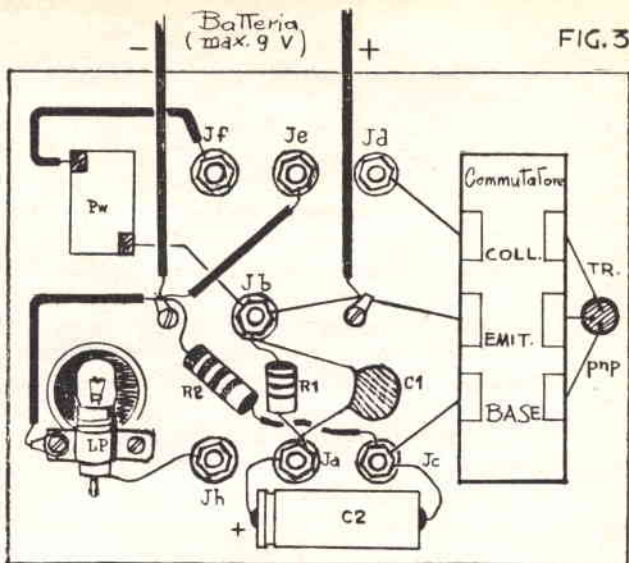 Batteria
(max. 9 V)
FIG. 3
-
+
Jf
Je
Jd
Commutatore
Pw
COLL.
TR.
Jb
EMIT.
R2
R1
C1
pnp
BASE
LP
Jh
Ja
Jc
+
C2